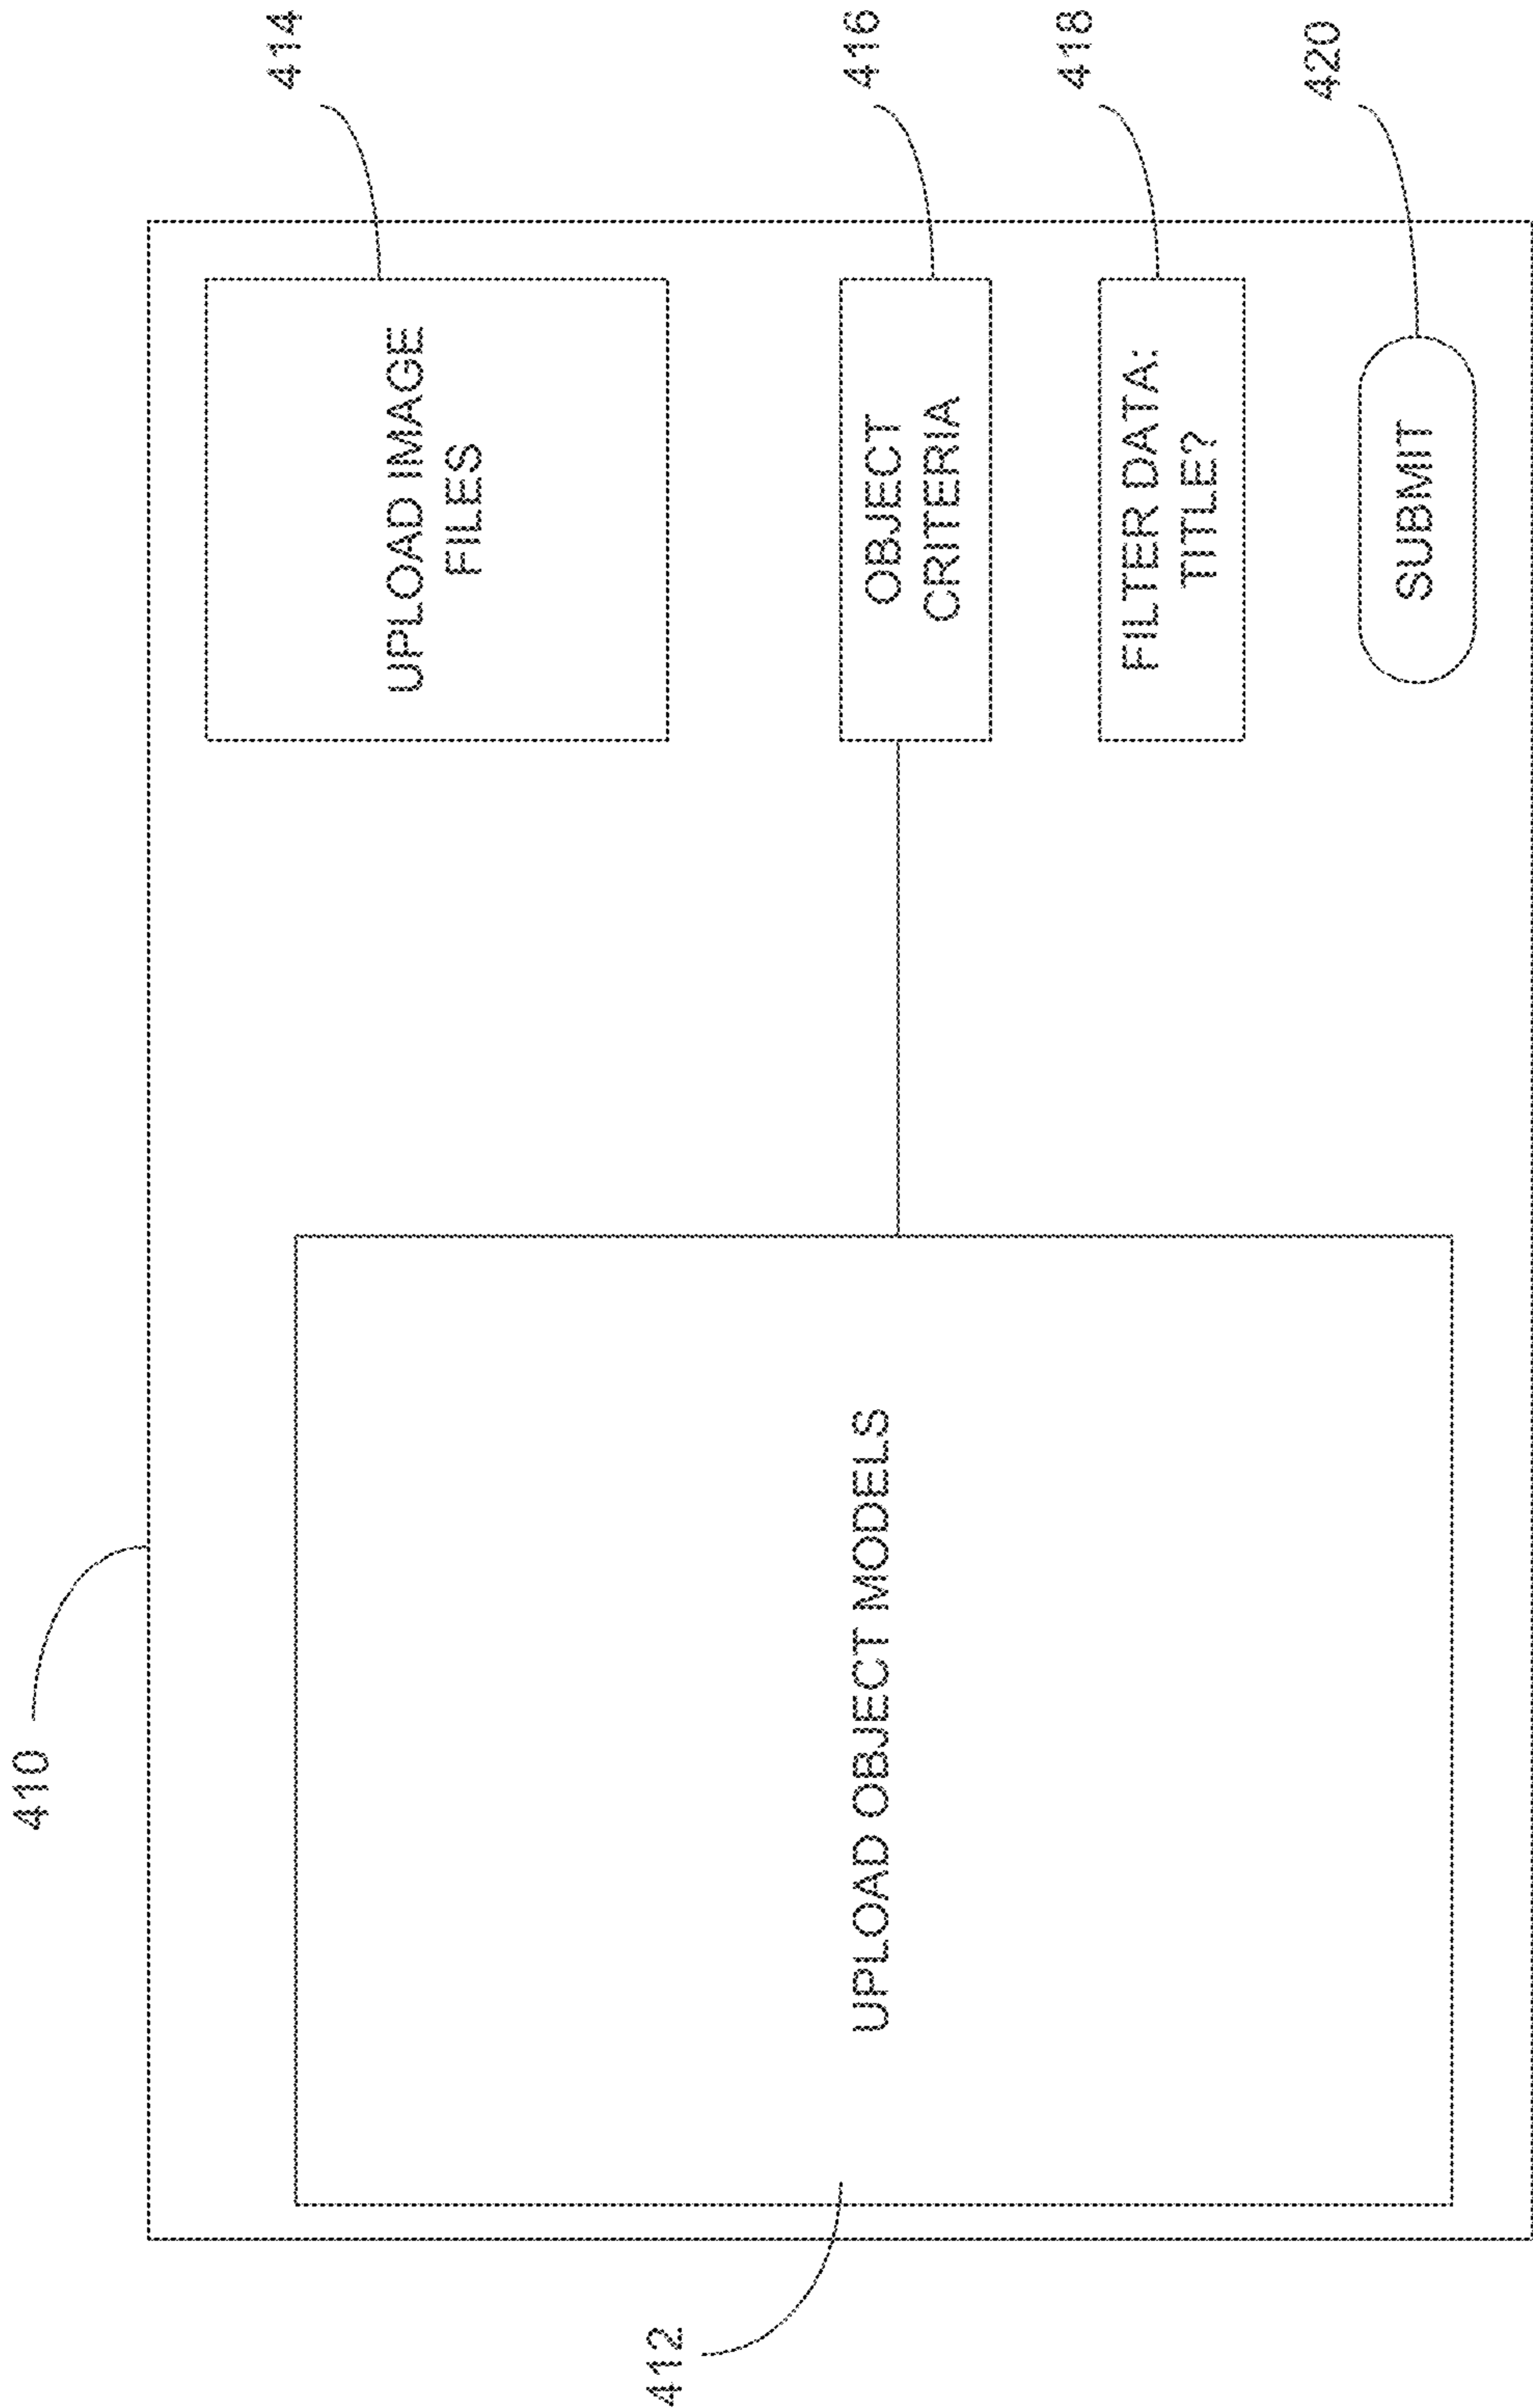 410
412
UPLOAD OBJECT MODELS
414
UPLOAD IMAGE
FILES
416
OBJECT
CRITERIA
418
FILTER DATA:
TITLE?
420
SUBMIT